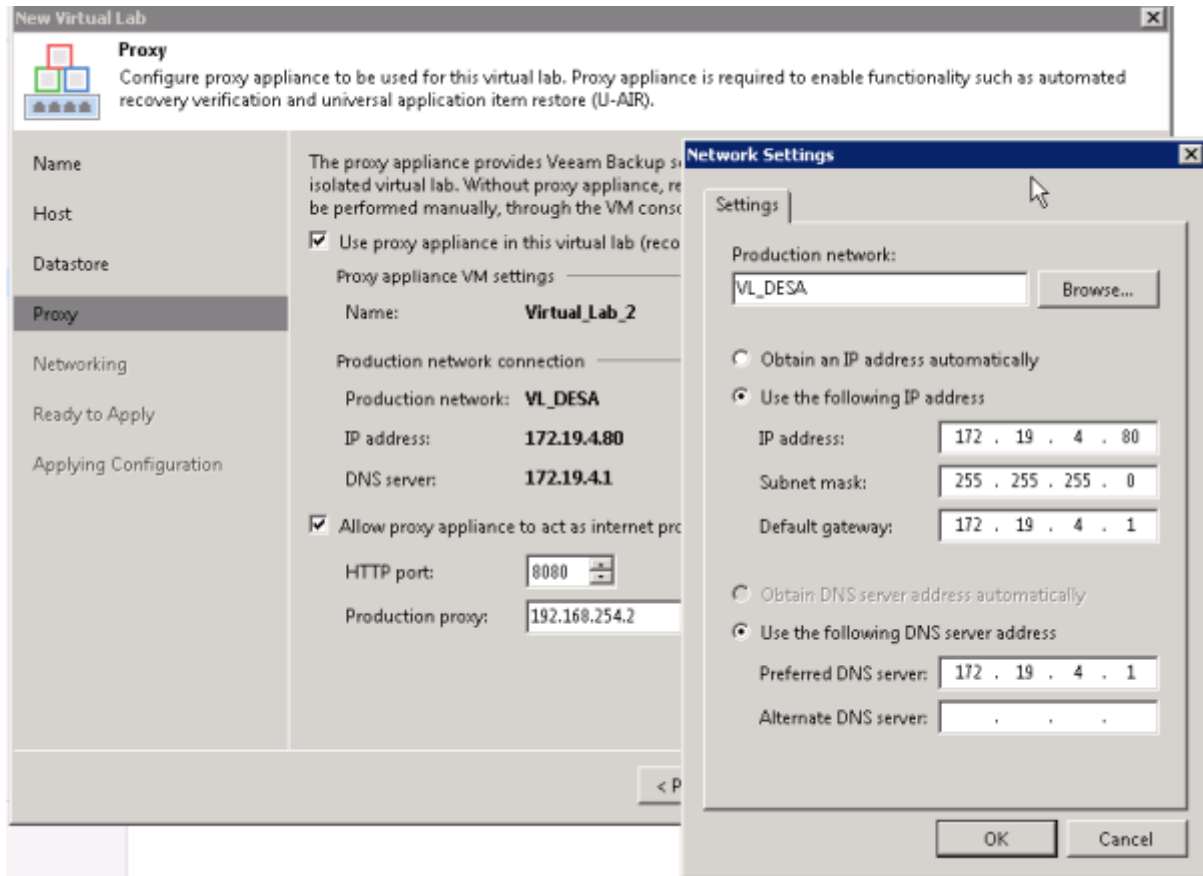 New Virtual Lab
Proxy
Configure proxy appliance to be used for this virtual lab. Proxy appliance is required to enable functionality such as automated
recovery verification and universal application item restore (U-AIR).
Name
Host
Datastore
Proxy
Networking
Ready to Apply
Applying Configuration
The proxy appliance provides Veeam Backup
isolated virtual lab. Without proxy appliance,
be performed manually, through the VM
Use proxy appliance in this virtual lab
Proxy appliance VM settings
Name: Virtual_Lab_2
Production network connection
Production network: VL_DESA
IP address: 172.19.4.80
DNS server: 172.19.4.1
Allow proxy appliance to act as internet
HTTP port: 8080
Production proxy: 192.168.254.2
< P
Network Settings
Settings
Production network:
VL_DESA Browse...
Obtain an IP address automatically
Use the following IP address
IP address: 172 . 19 . 4 . 80
Subnet mask: 255 . 255 . 255 . 0
Default gateway: 172 . 19 . 4 . 1
Obtain DNS server address automatically
Use the following DNS server address
Preferred DNS server: 172 . 19 . 4 . 1
Alternate DNS server: . . .
OK Cancel